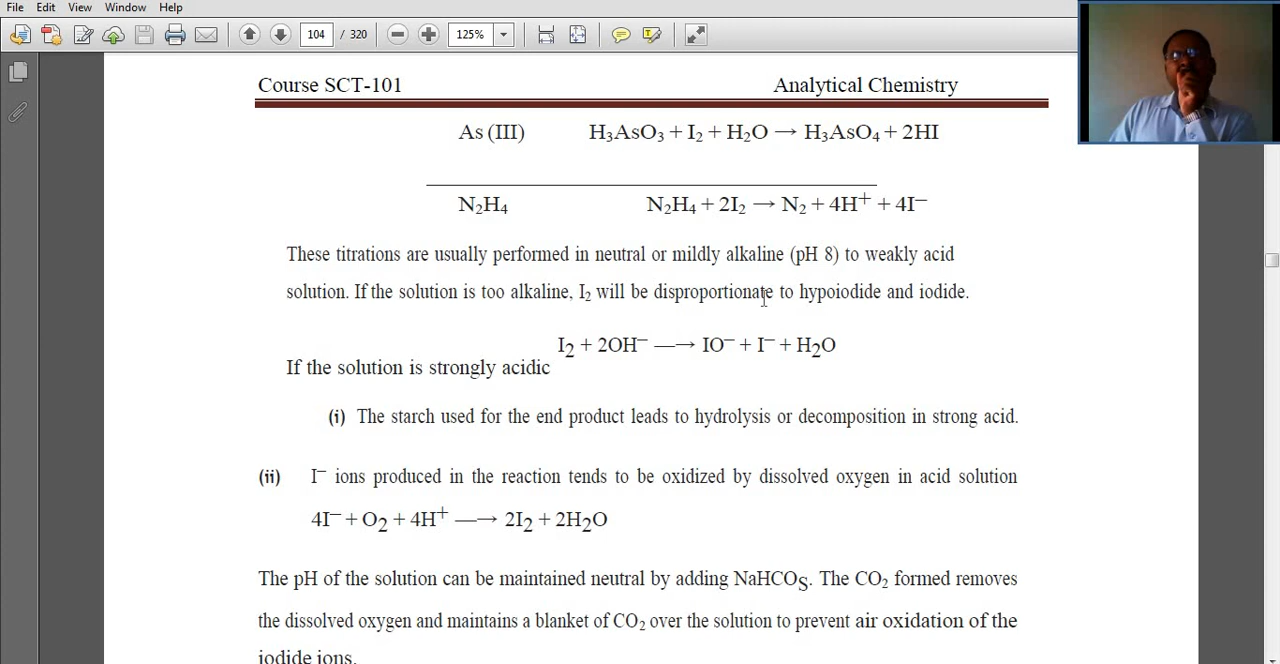 File Edit View Window Help
104 / 320 125%
Course SCT-101 Analytical Chemistry
As (III) H₃AsO₃ + I₂ + H₂O → H₃AsO₄ + 2HI
N₂H₄ N₂H₄ + 2I₂ → N₂ + 4H⁺ + 4I⁻
These titrations are usually performed in neutral or mildly alkaline (pH 8) to weakly acid
solution. If the solution is too alkaline, I₂ will be disproportionate to hypoiodide and iodide.
I₂ + 2OH⁻ —→ IO⁻ + I⁻ + H₂O
If the solution is strongly acidic
(i) The starch used for the end product leads to hydrolysis or decomposition in strong acid.
(ii) I⁻ ions produced in the reaction tends to be oxidized by dissolved oxygen in acid solution
4I⁻ + O₂ + 4H⁺ —→ 2I₂ + 2H₂O
The pH of the solution can be maintained neutral by adding NaHCOS. The CO₂ formed removes
the dissolved oxygen and maintains a blanket of CO₂ over the solution to prevent air oxidation of the
iodide ions.